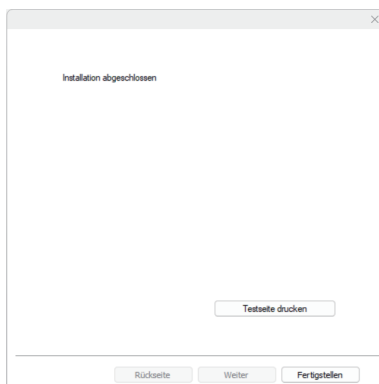 Installation abgeschlossen
Testseite drucken
Rückseite
Weiter
Fertigstellen